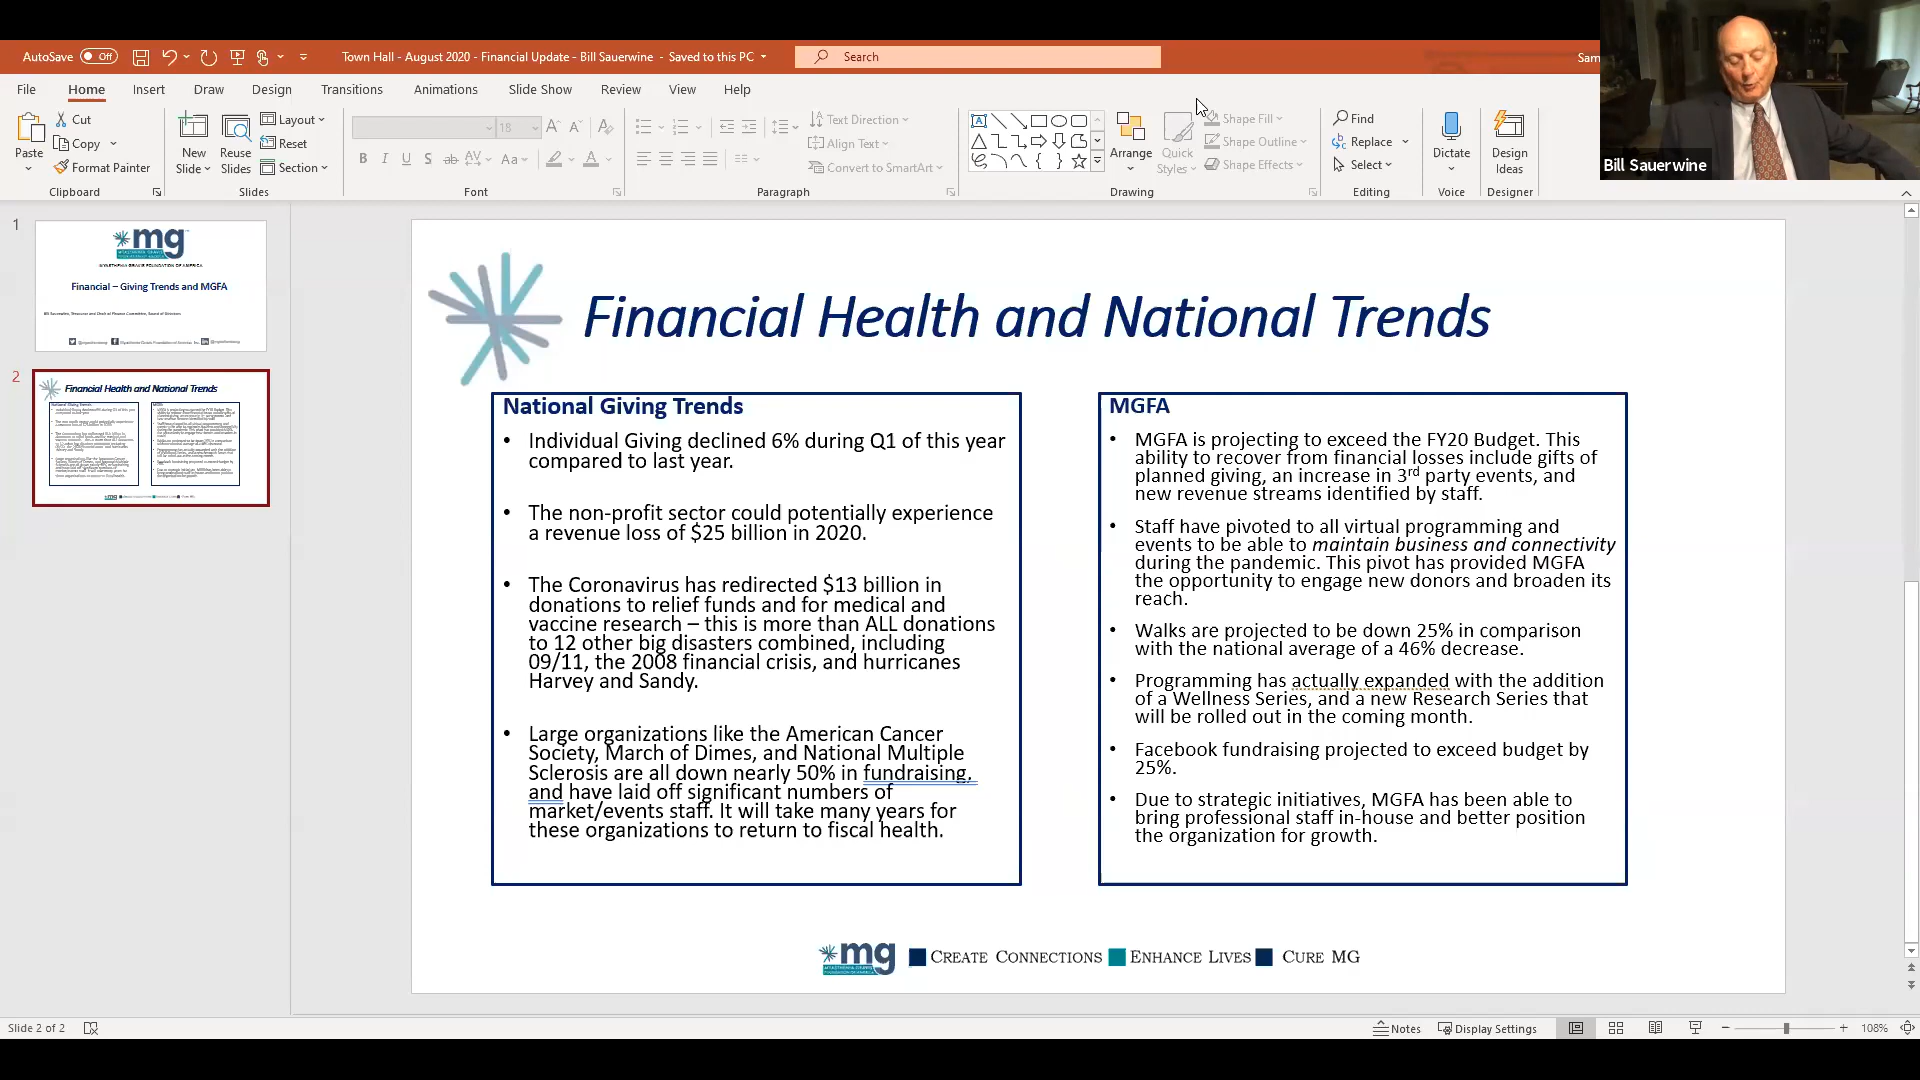 AutoSave Off
Town Hall - August 2020 - Financial Update - Bill Sauerwine - Saved to this PC
Search
Sam
File Home Insert Draw Design Transitions Animations Slide Show Review View Help
Paste
Cut
Copy
Format Painter
Clipboard
New Slide
Reuse Slides
Layout
Reset
Section
Slides
18
Font
Text Direction
Align Text
Convert to SmartArt
Paragraph
Arrange
Quick Styles
Shape Fill
Shape Outline
Shape Effects
Drawing
Find
Replace
Select
Editing
Dictate
Voice
Design Ideas
Designer
Bill Sauerwine
1
mg
MYASTHENIA GRAVIS FOUNDATION OF AMERICA
Financial – Giving Trends and MGFA
2
Financial Health and National Trends
Financial Health and National Trends
National Giving Trends
• Individual Giving declined 6% during Q1 of this year
compared to last year.
• The non-profit sector could potentially experience
a revenue loss of $25 billion in 2020.
• The Coronavirus has redirected $13 billion in
donations to relief funds and for medical and
vaccine research – this is more than ALL donations
to 12 other big disasters combined, including
09/11, the 2008 financial crisis, and hurricanes
Harvey and Sandy.
• Large organizations like the American Cancer
Society, March of Dimes, and National Multiple
Sclerosis are all down nearly 50% in fundraising,
and have laid off significant numbers of
market/events staff. It will take many years for
these organizations to return to fiscal health.
MGFA
• MGFA is projecting to exceed the FY20 Budget. This
ability to recover from financial losses include gifts of
planned giving, an increase in 3rd party events, and
new revenue streams identified by staff.
• Staff have pivoted to all virtual programming and
events to be able to maintain business and connectivity
during the pandemic. This pivot has provided MGFA
the opportunity to engage new donors and broaden its
reach.
• Walks are projected to be down 25% in comparison
with the national average of a 46% decrease.
• Programming has actually expanded with the addition
of a Wellness Series, and a new Research Series that
will be rolled out in the coming month.
• Facebook fundraising projected to exceed budget by
25%.
• Due to strategic initiatives, MGFA has been able to
bring professional staff in-house and better position
the organization for growth.
mg Create Connections Enhance Lives Cure MG
Slide 2 of 2
Notes
Display Settings
108%